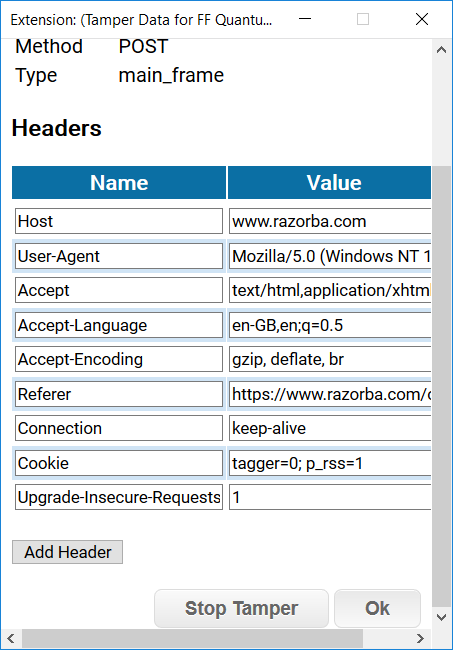 Extension: (Tamper Data for FF Quantu...
Method POST
Type main_frame
Headers
Name Value
Host www.razorba.com
User-Agent Mozilla/5.0 (Windows NT 1
Accept text/html,application/xhtml
Accept-Language en-GB,en;q=0.5
Accept-Encoding gzip, deflate, br
Referer https://www.razorba.com/c
Connection keep-alive
Cookie tagger=0; p_rss=1
Upgrade-Insecure-Requests 1
Add Header
Stop Tamper Ok